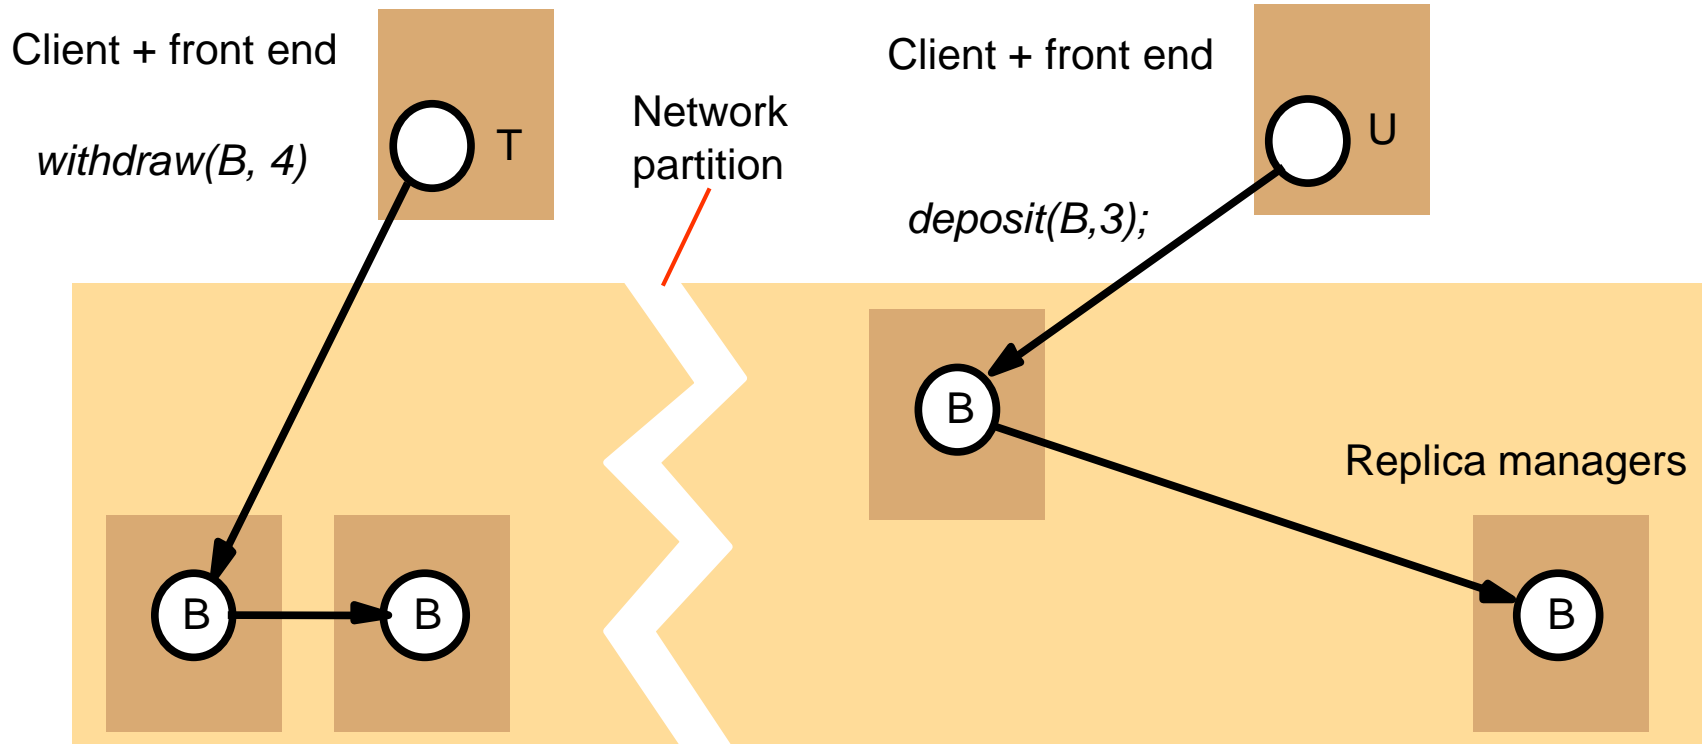 Client + front end
withdraw(B, 4)
T
Network
partition
Client + front end
U
deposit(B,3);
B
Replica managers
B
B
B